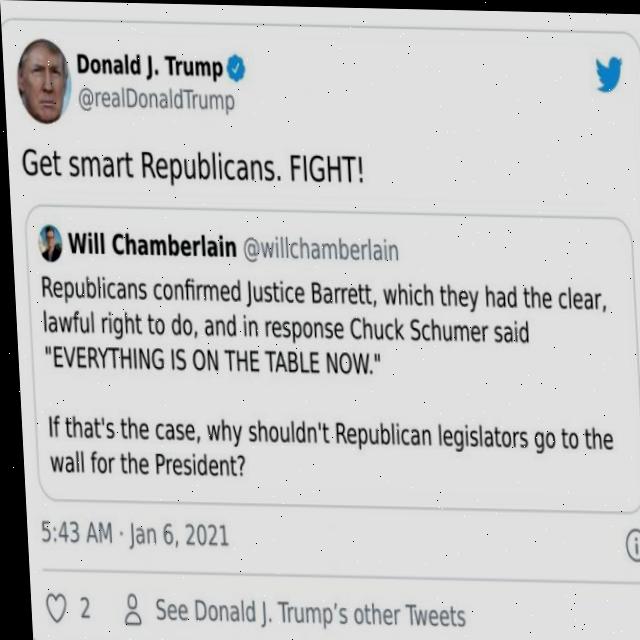 Donald J. Trump
@realDonaldTrump
Get smart Republicans. FIGHT!
Will Chamberlain @willchamberlain
Republicans confirmed Justice Barrett, which they had the clear,
lawful right to do, and in response Chuck Schumer said
"EVERYTHING IS ON THE TABLE NOW."
If that's the case, why shouldn't Republican legislators go to the
wall for the President?
5:43 AM · Jan 6, 2021
2 See Donald J. Trump's other Tweets